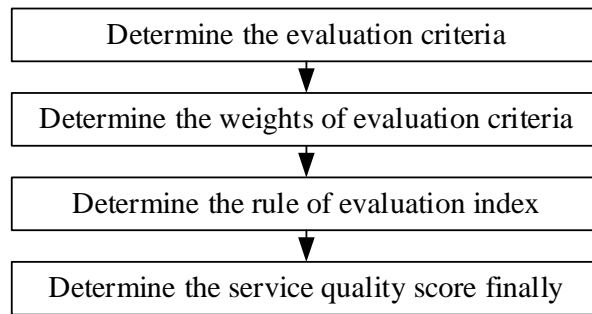 Determine the evaluation criteria
Determine the weights of evaluation criteria
Determine the rule of evaluation index
Determine the service quality score finally